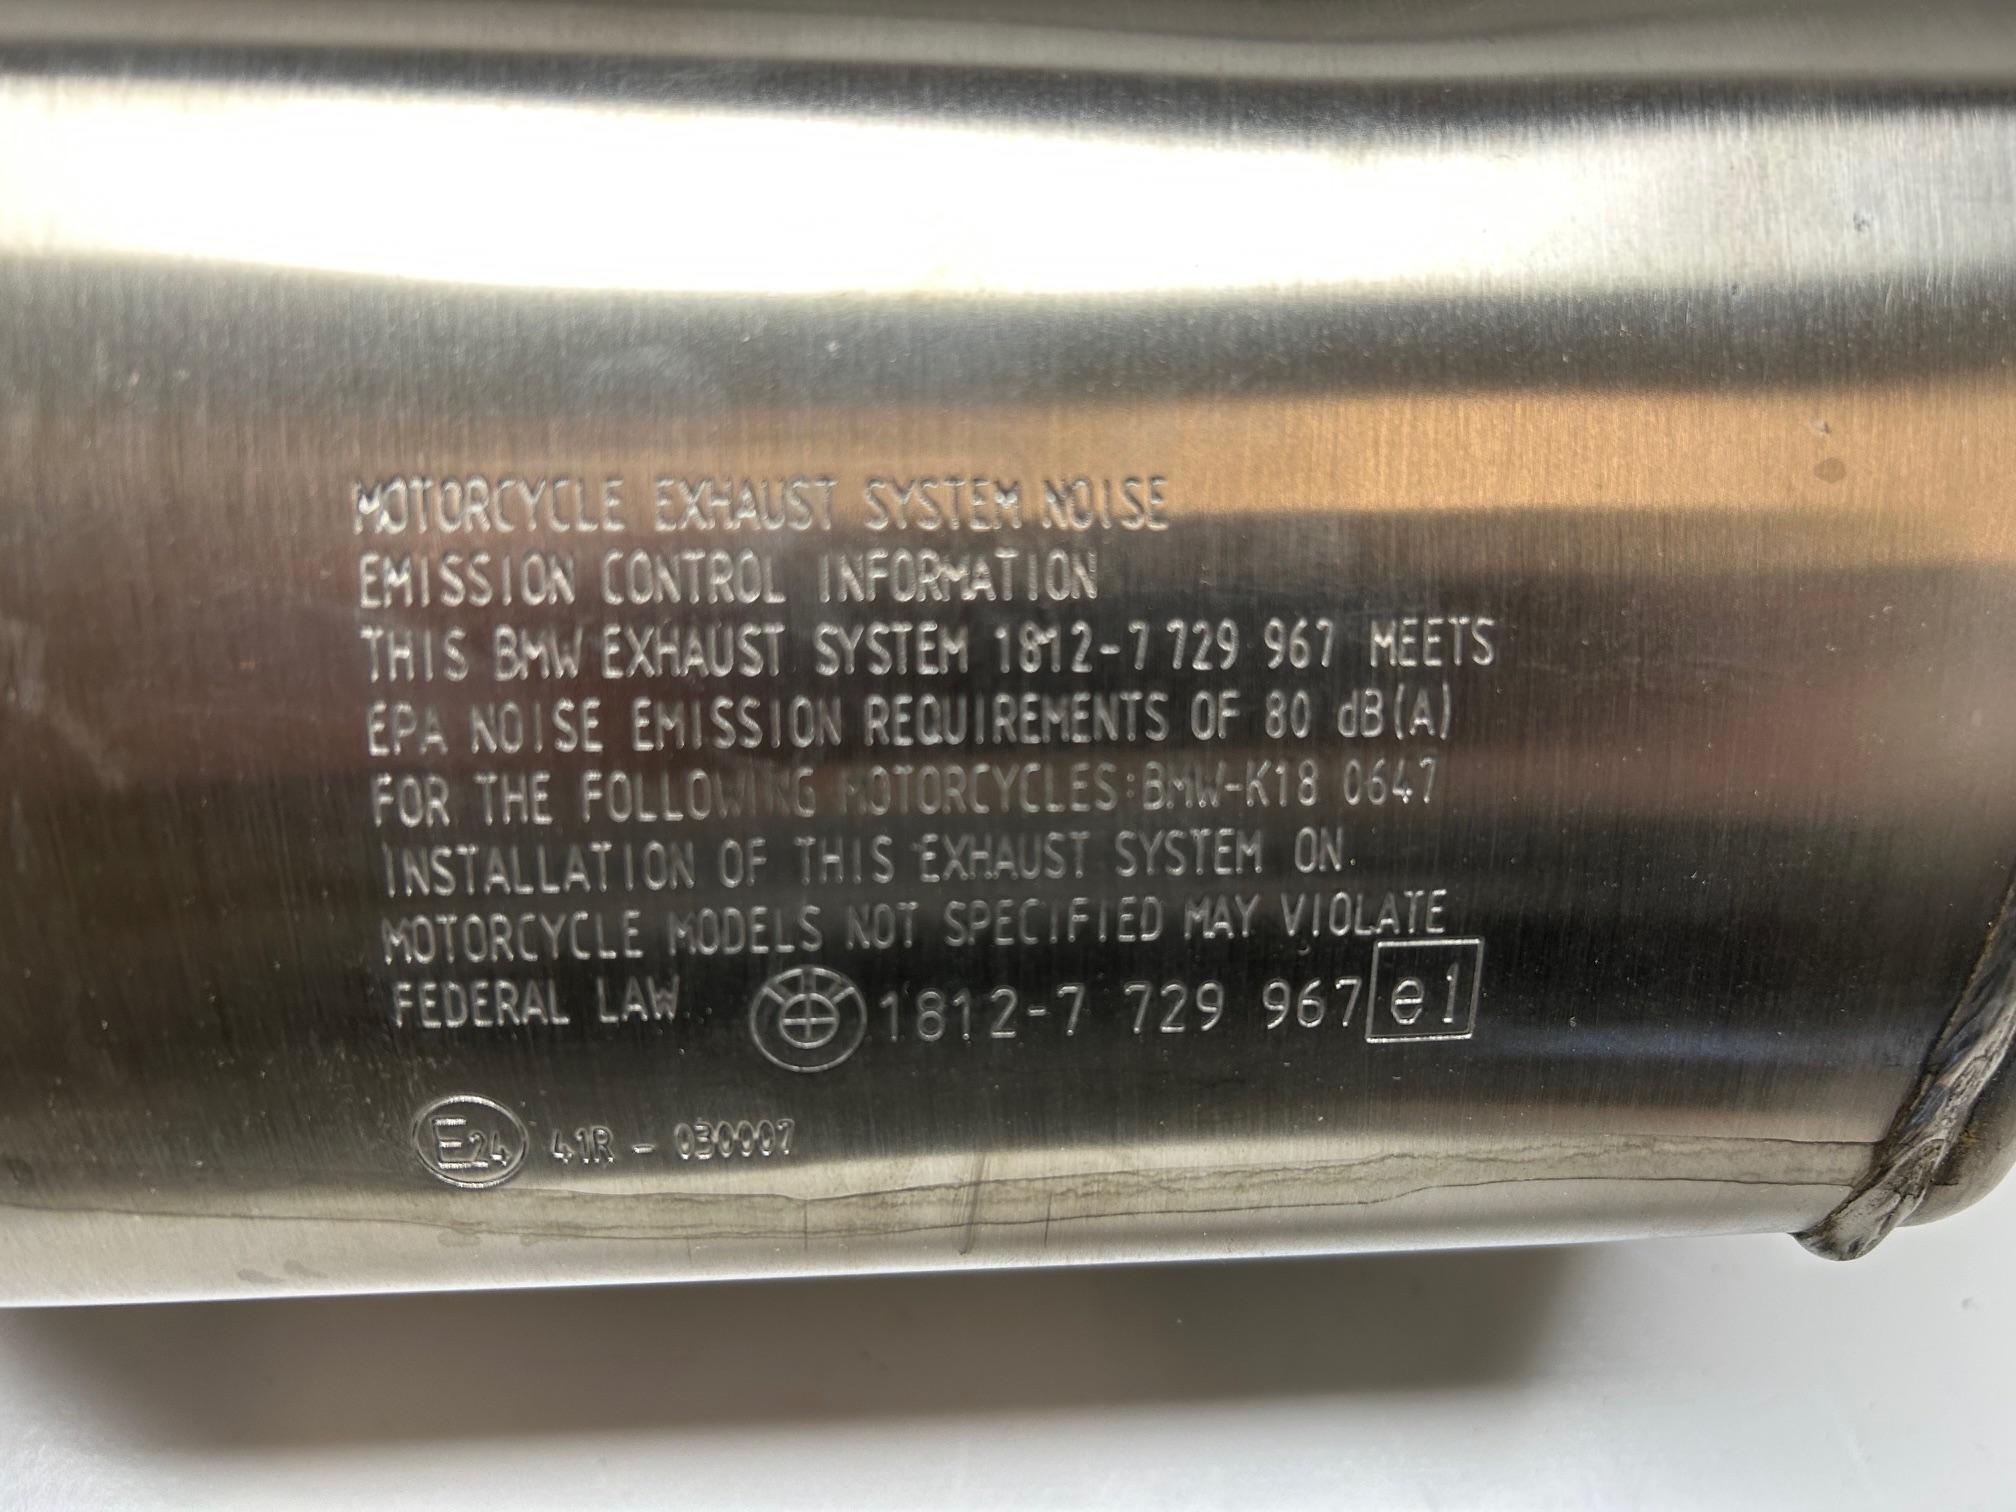 MOTORCYCLE EXHAUST SYSTEM NOISE
EMISSION CONTROL INFORMATION
THIS BMW EXHAUST SYSTEM 1812-7 729 967 MEETS
EPA NOISE EMISSION REQUIREMENTS OF 80 dB(A)
FOR THE FOLLOWING MOTORCYCLES:BMW-K18 0647
INSTALLATION OF THIS EXHAUST SYSTEM ON
MOTORCYCLE MODELS NOT SPECIFIED MAY VIOLATE
FEDERAL LAW 1812-7 729 967 e1
E24 41R - 030007